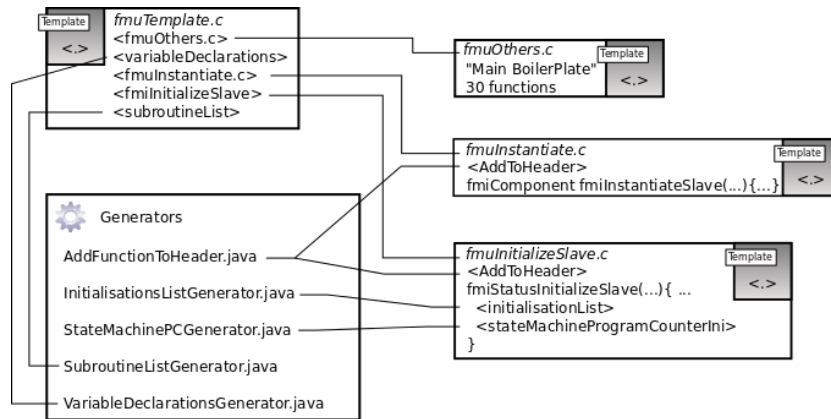 Template
<.>
fmuTemplate.c
<fmuOthers.c>
<variableDeclarations>
<fmuInstantiate.c>
<fmiInitializeSlave>
<subroutineList>
fmuOthers.c
"Main BoilerPlate"
30 functions
Template
<.>
fmuInstantiate.c
<AddToHeader>
fmiComponent fmiInstantiateSlave(...){...}
Template
<.>
Generators
AddFunctionToHeader.java
InitialisationsListGenerator.java
StateMachinePCGenerator.java
SubroutineListGenerator.java
VariableDeclarationsGenerator.java
fmuInitializeSlave.c
<AddToHeader>
fmiStatusInitializeSlave(...){ ...
<initialisationList>
<stateMachineProgramCounterIni>
}
Template
<.>